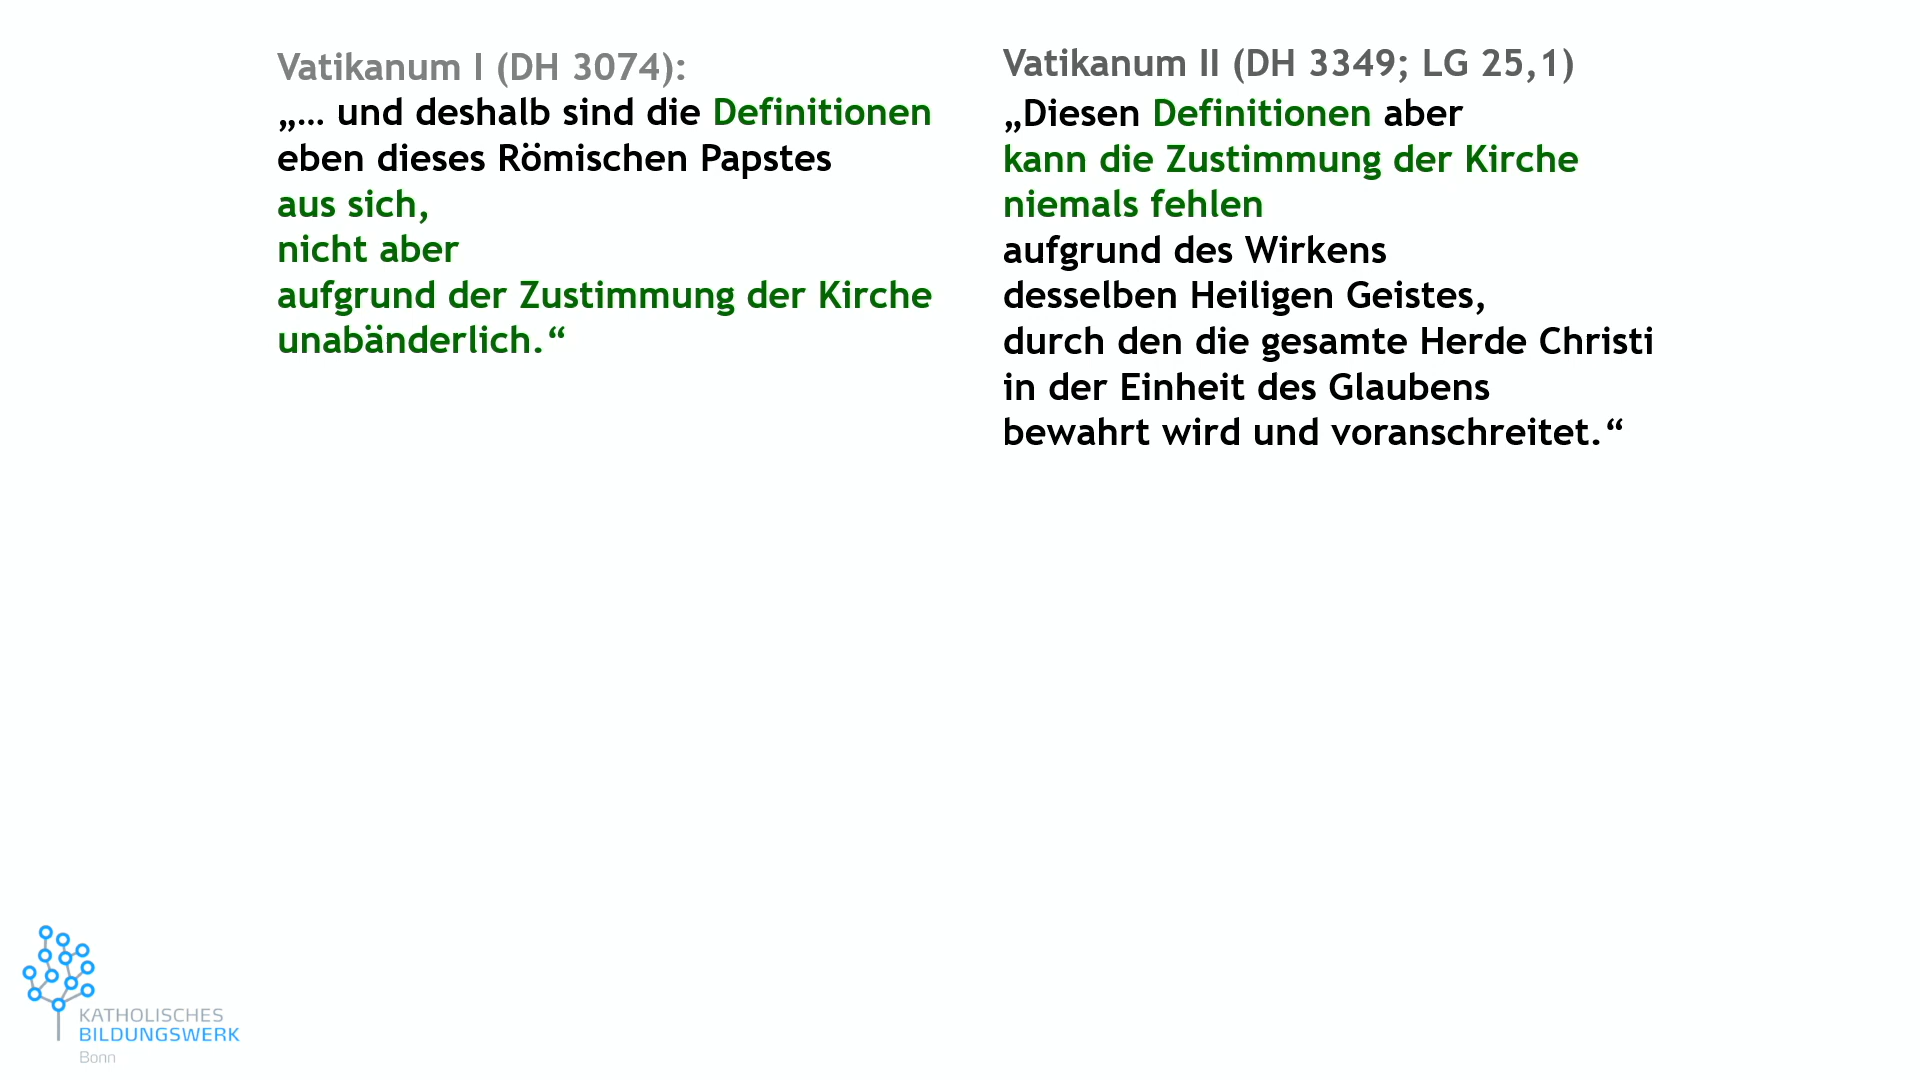 Vatikanum I (DH 3074):
„… und deshalb sind die Definitionen
eben dieses Römischen Papstes
aus sich,
nicht aber
aufgrund der Zustimmung der Kirche
unabänderlich.“
Vatikanum II (DH 3349; LG 25,1)
„Diesen Definitionen aber
kann die Zustimmung der Kirche
niemals fehlen
aufgrund des Wirkens
desselben Heiligen Geistes,
durch den die gesamte Herde Christi
in der Einheit des Glaubens
bewahrt wird und voranschreitet.“
KATHOLISCHES
BILDUNGSWERK
Bonn